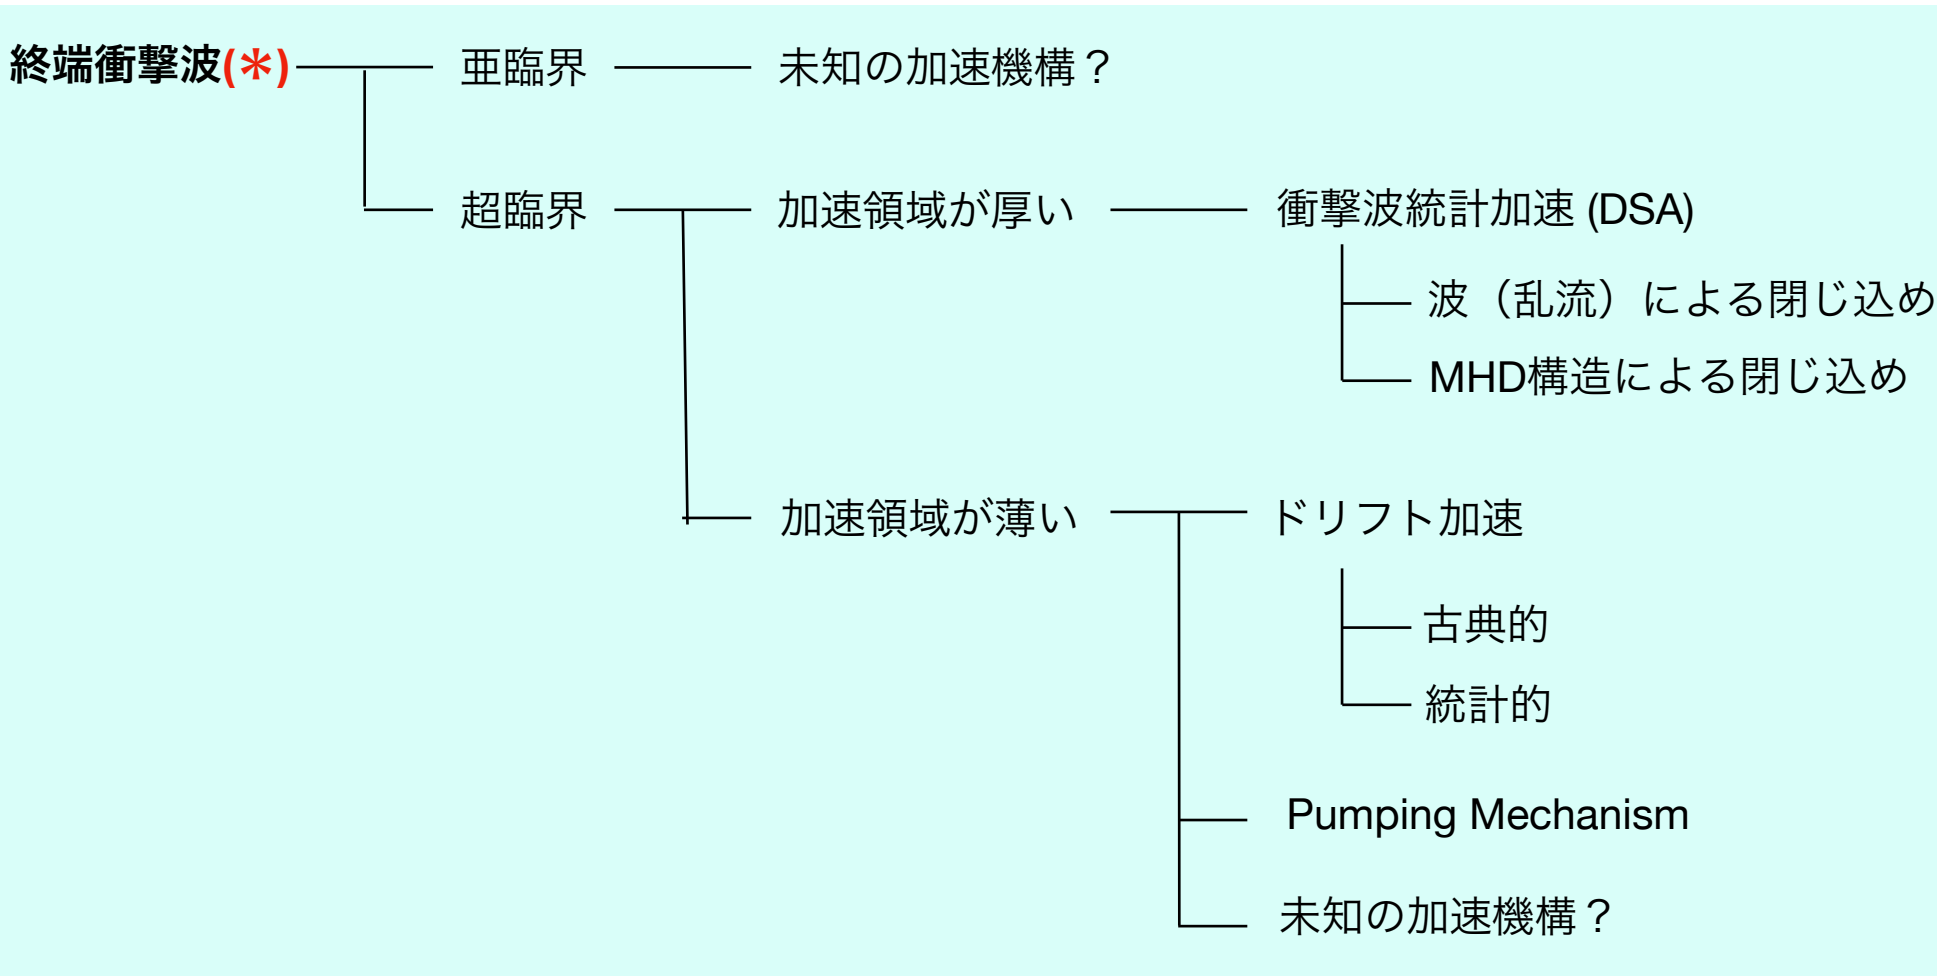 終端衝撃波(*) 亜臨界 未知の加速機構？
超臨界 加速領域が厚い 衝撃波統計加速 (DSA)
波（乱流）による閉じ込め
MHD構造による閉じ込め
加速領域が薄い ドリフト加速
古典的
統計的
Pumping Mechanism
未知の加速機構？